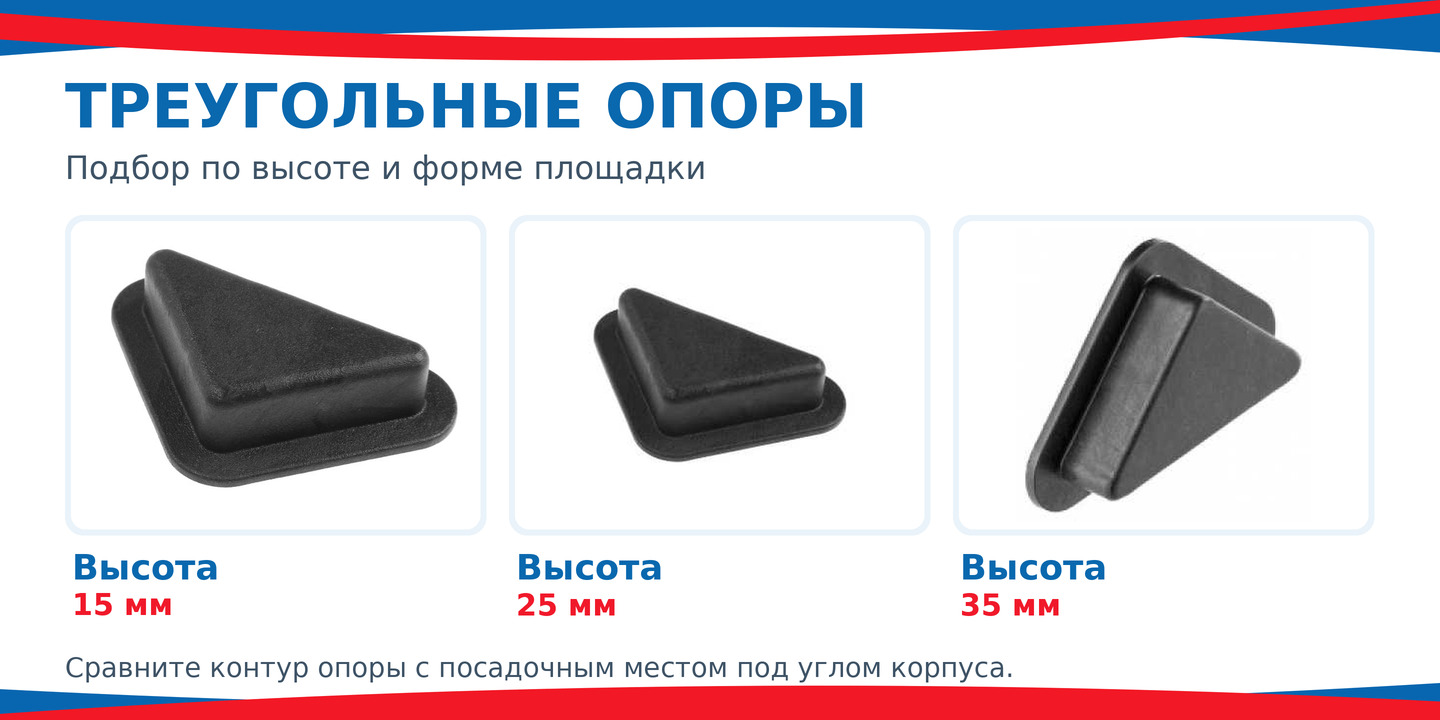 ТРЕУГОЛЬНЫЕ ОПОРЫ
Подбор по высоте и форме площадки
Высота
15 мм
Высота
25 мм
Высота
35 мм
Сравните контур опоры с посадочным местом под углом корпуса.